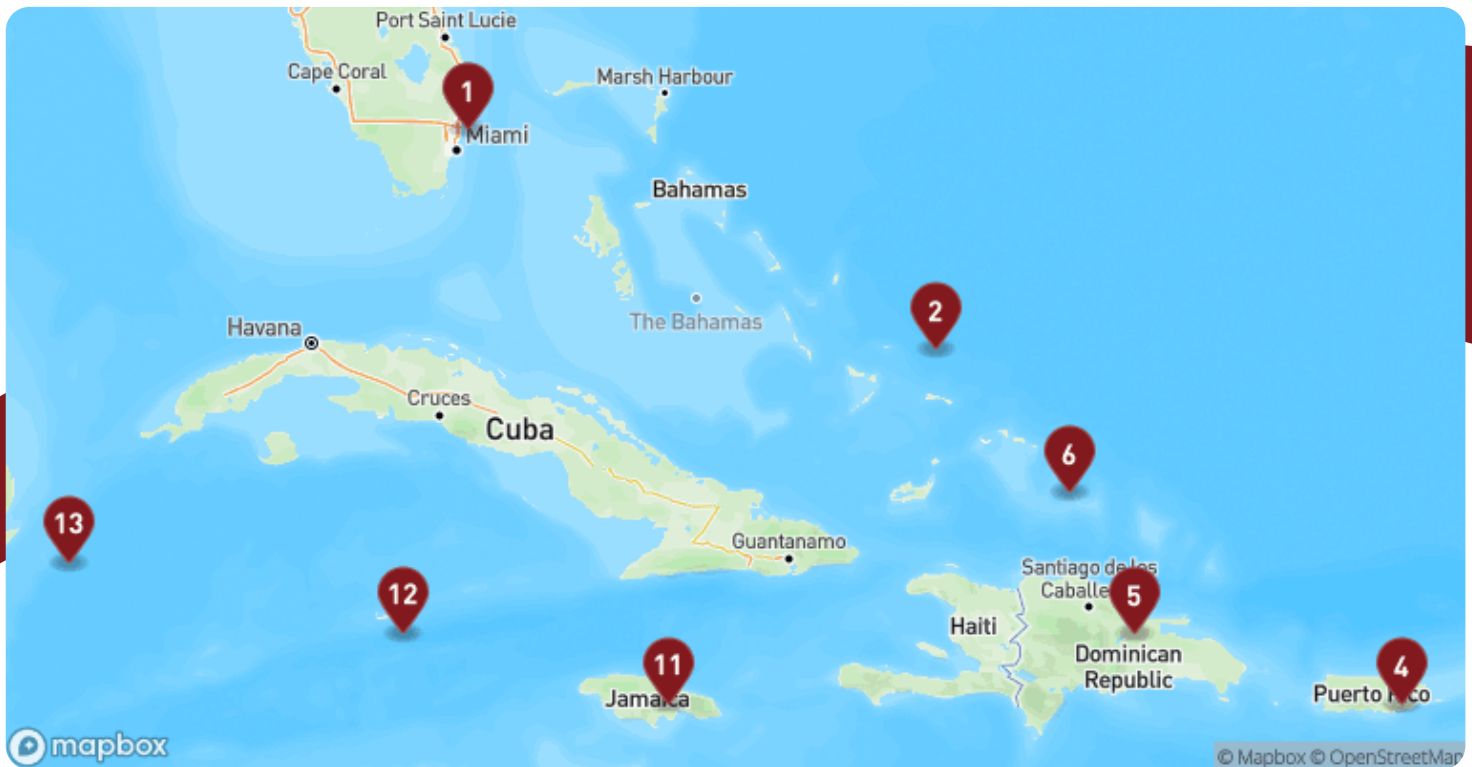 Port Saint Lucie
Cape Coral
Marsh Harbour
1
Miami
Bahamas
2
The Bahamas
Havana
Cruces
Cuba
6
13
Guantanamo
Santiago de los
Caballe
12
5
Haiti
11
Dominican
Republic
4
Jamaica
Puerto Rico
mapbox
© Mapbox © OpenStreetMap